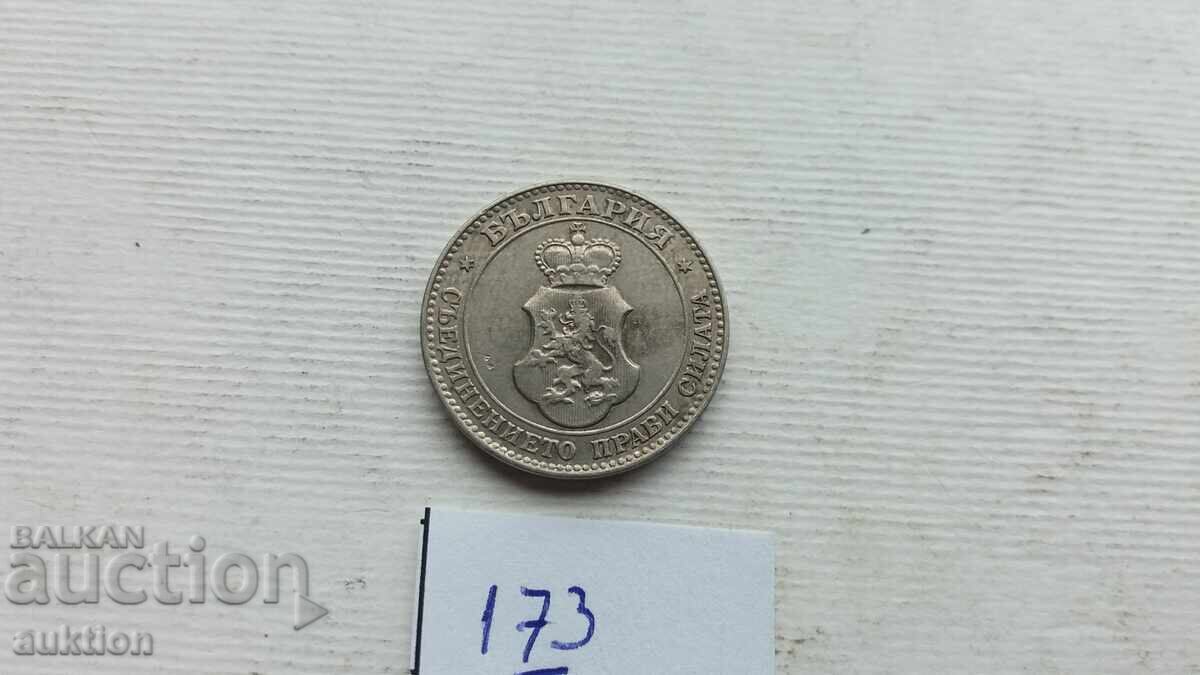 * БЪЛГАРИЯ *
СЪЕДИНЕНИЕТО ПРАВИ СИЛАТА
173
BALKAN
auction
auktion